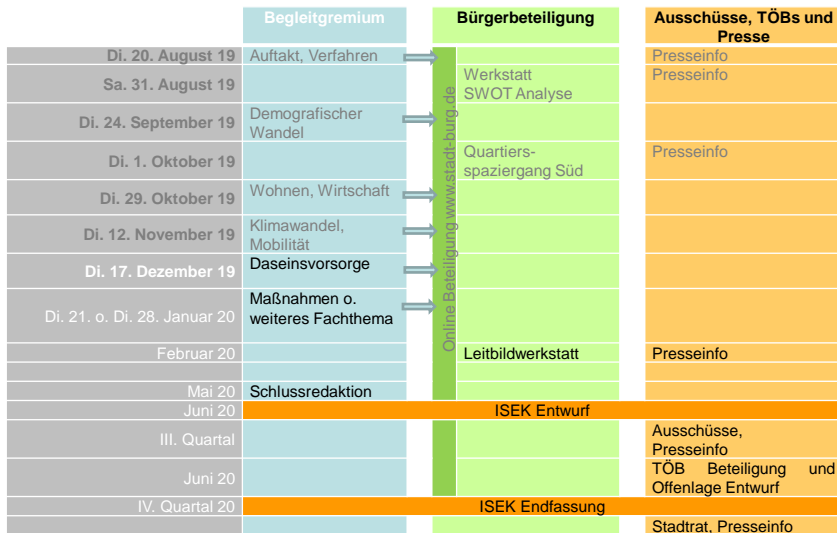 Begleitgremium Bürgerbeteiligung Ausschüsse, TÖBs und
Presse
Di. 20. August 19 Auftakt, Verfahren Presseinfo
Sa. 31. August 19 Werkstatt Presseinfo
SWOT Analyse
Di. 24. September 19 Demografischer
Wandel
Di. 1. Oktober 19 Quartiers- Presseinfo
spaziergang Süd
Di. 29. Oktober 19 Wohnen, Wirtschaft
Di. 12. November 19 Klimawandel,
Mobilität
Di. 17. Dezember 19 Daseinsvorsorge
Di. 21. o. Di. 28. Januar 20 Maßnahmen o.
weiteres Fachthema
Online Beteiligung www.stadt-burg.de
Februar 20 Leitbildwerkstatt Presseinfo
Mai 20 Schlussredaktion
Juni 20 ISEK Entwurf
III. Quartal Ausschüsse,
Presseinfo
Juni 20 TÖB Beteiligung und
Offenlage Entwurf
IV. Quartal 20 ISEK Endfassung
Stadtrat, Presseinfo